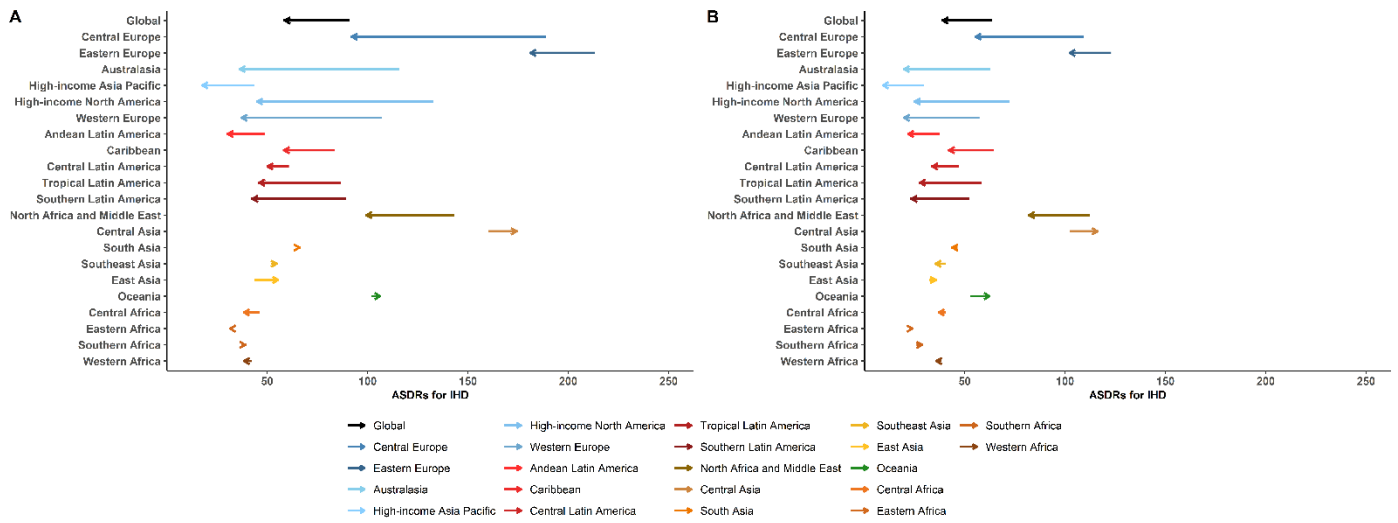 A
Global
Central Europe
Eastern Europe
Australasia
High-income Asia Pacific
High-income North America
Western Europe
Andean Latin America
Caribbean
Central Latin America
Tropical Latin America
Southern Latin America
North Africa and Middle East
Central Asia
South Asia
Southeast Asia
East Asia
Oceania
Central Africa
Eastern Africa
Southern Africa
Western Africa
50 100 150 200 250
ASDRs for IHD
B
Global
Central Europe
Eastern Europe
Australasia
High-income Asia Pacific
High-income North America
Western Europe
Andean Latin America
Caribbean
Central Latin America
Tropical Latin America
Southern Latin America
North Africa and Middle East
Central Asia
South Asia
Southeast Asia
East Asia
Oceania
Central Africa
Eastern Africa
Southern Africa
Western Africa
50 100 150 200 250
ASDRs for IHD
Global High-income North America Tropical Latin America Southeast Asia Southern Africa
Central Europe Western Europe Southern Latin America East Asia Western Africa
Eastern Europe Andean Latin America North Africa and Middle East Oceania
Australasia Caribbean Central Asia Central Africa
High-income Asia Pacific Central Latin America South Asia Eastern Africa